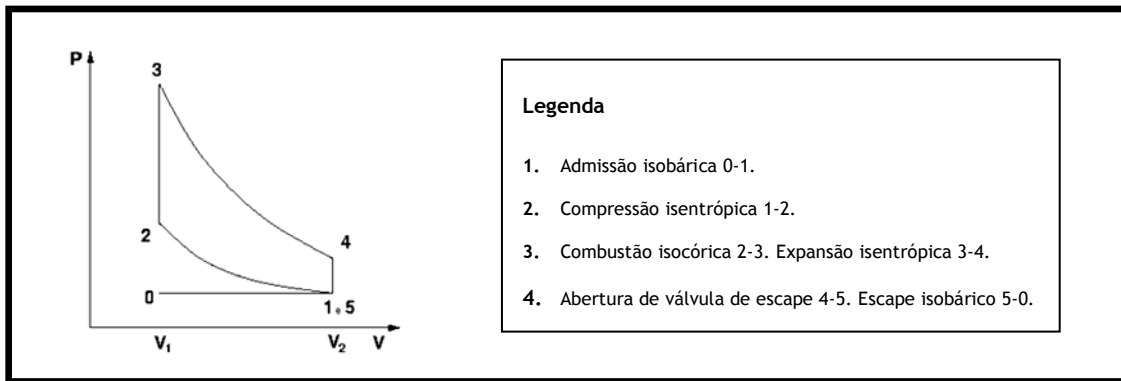 P
3
2
4
0
1 e 5
V1
V2
V
Legenda
1. Admissão isobárica 0-1.
2. Compressão isentrópica 1-2.
3. Combustão isocórica 2-3. Expansão isentrópica 3-4.
4. Abertura de válvula de escape 4-5. Escape isobárico 5-0.